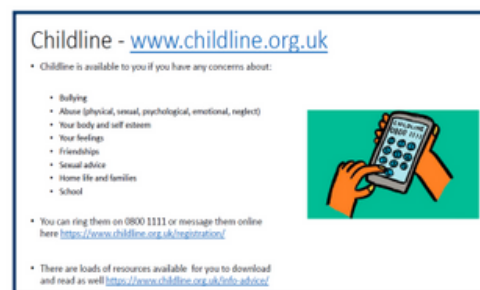 Childline - www.childline.org.uk
• Childline is available to you if you have any concerns about:
• Bullying
• Abuse (physical, sexual, psychological, emotional, neglect)
• Your body and self esteem
• Your feelings
• Friendships
• Sexual advice
• Home life and families
• School
CHILDLINE
0800 1111
• You can ring them on 0800 1111 or message them online
here https://www.childline.org.uk/registration/
• There are loads of resources available for you to download
and read as well https://www.childline.org.uk/info-advice/